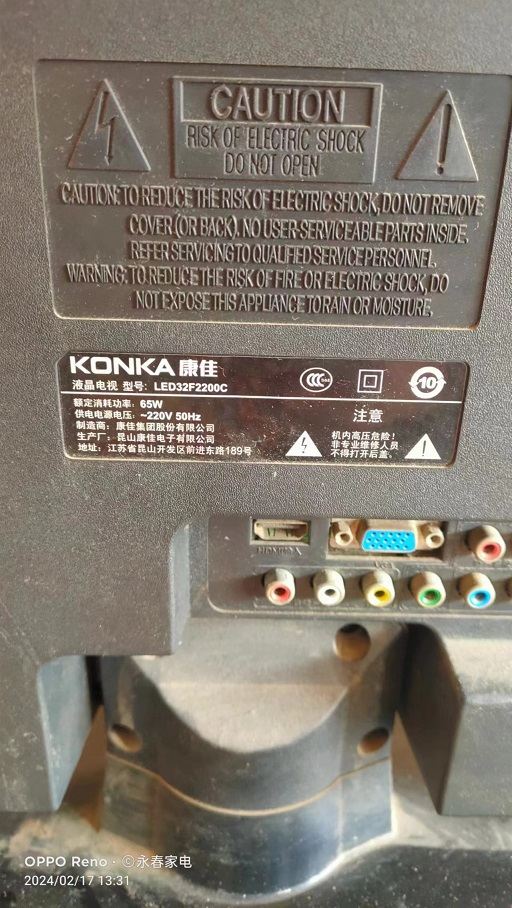 CAUTION
RISK OF ELECTRIC SHOCK
DO NOT OPEN
CAUTION: TO REDUCE THE RISK OF ELECTRIC SHOCK, DO NOT REMOVE
COVER (OR BACK). NO USER-SERVICEABLE PARTS INSIDE.
REFER SERVICING TO QUALIFIED SERVICE PERSONNEL.
WARNING: TO REDUCE THE RISK OF FIRE OR ELECTRIC SHOCK, DO
NOT EXPOSE THIS APPLIANCE TO RAIN OR MOISTURE.
KONKA 康佳
液晶电视 型号: LED32F2200C
10
额定消耗功率: 65W
供电电源电压: ~220V 50Hz
制造商: 康佳集团股份有限公司
生产厂: 昆山康佳电子有限公司
地址: 江苏省昆山开发区前进东路189号
注意
机内高压危险!
非专业维修人员
不得打开后盖。
VGA
OPPO Reno · ©永春家电
2024/02/17 13:31